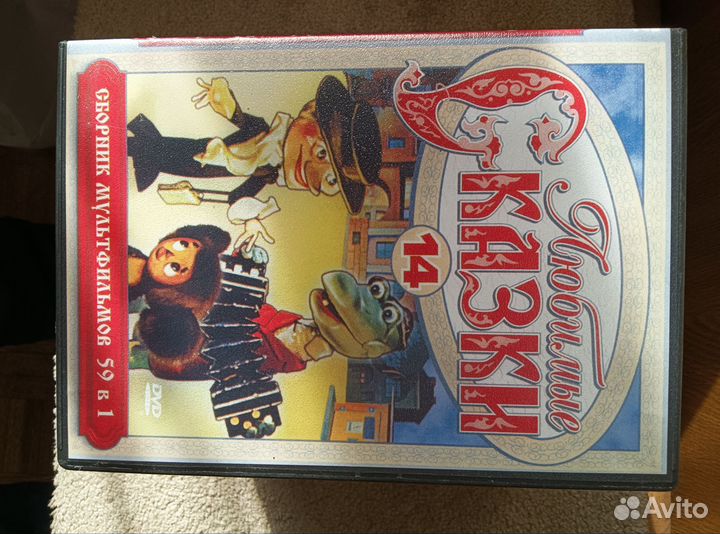 Любимые
СКАЗКИ
14
DVD
СБОРНИК МУЛЬТФИЛЬМОВ 59 в 1
Avito